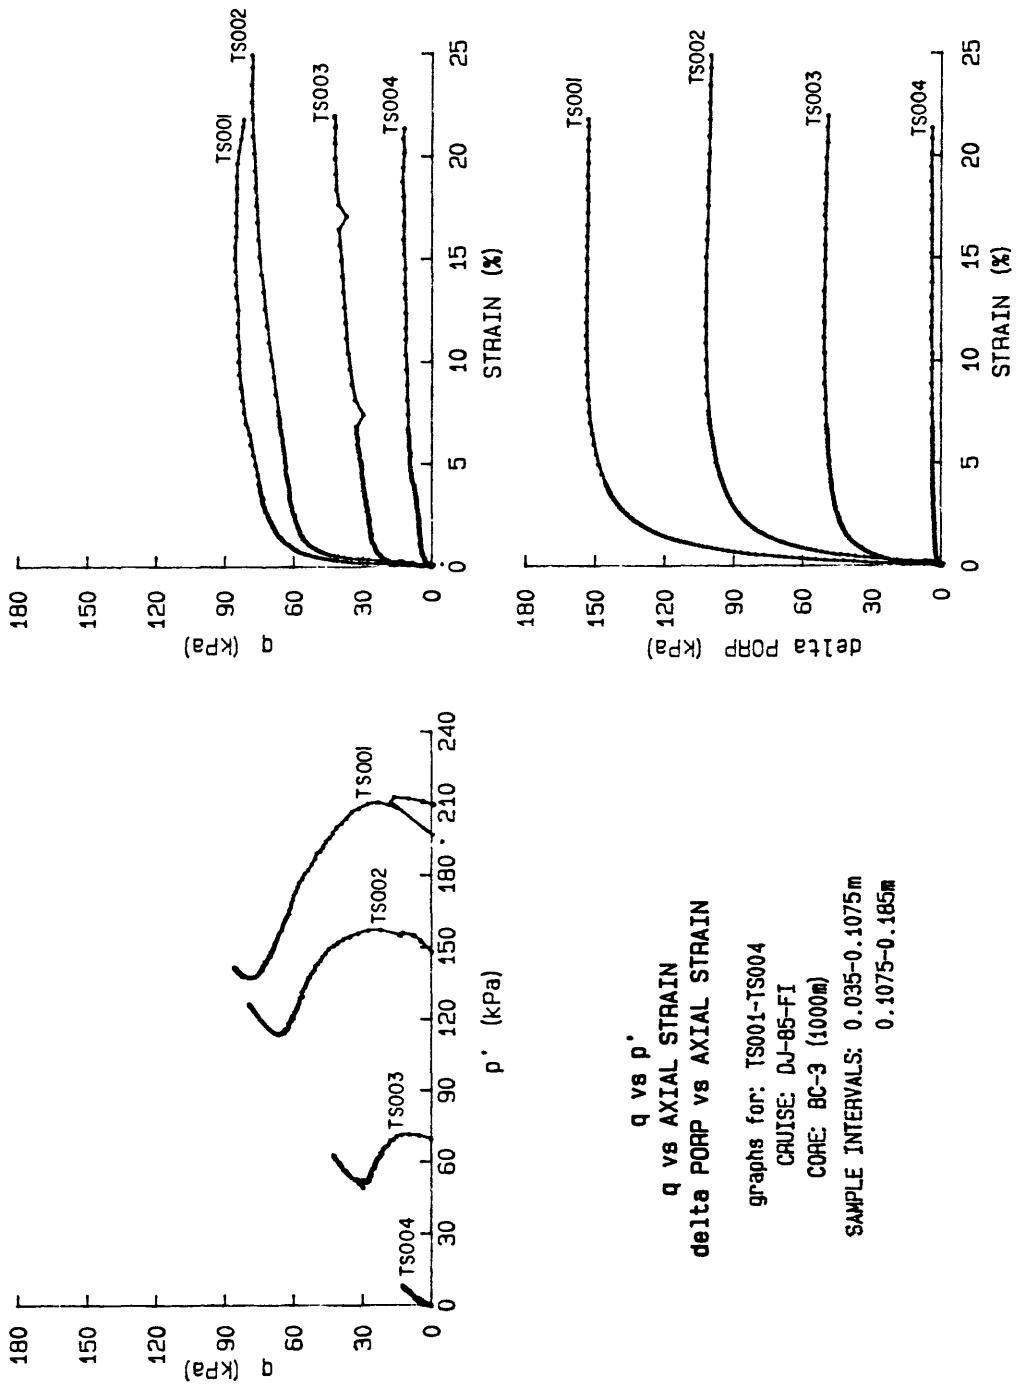 180
150
120
90
60
30
0
q (kPa)
0
30
60
90
120
150
180
210
240
p' (kPa)
TS004
TS003
TS002
TS001
180
150
120
90
60
30
0
q (kPa)
0
5
10
15
20
25
STRAIN (%)
TS001
TS002
TS003
TS004
q vs p'
q vs AXIAL STRAIN
delta PORP vs AXIAL STRAIN
graphs for: TS001-TS004
CRUISE: DJ-85-FI
CORE: BC-3 (1000m)
SAMPLE INTERVALS: 0.035-0.1075m
0.1075-0.185m
180
150
120
90
60
30
0
delta PORP (kPa)
0
5
10
15
20
25
STRAIN (%)
TS001
TS002
TS003
TS004